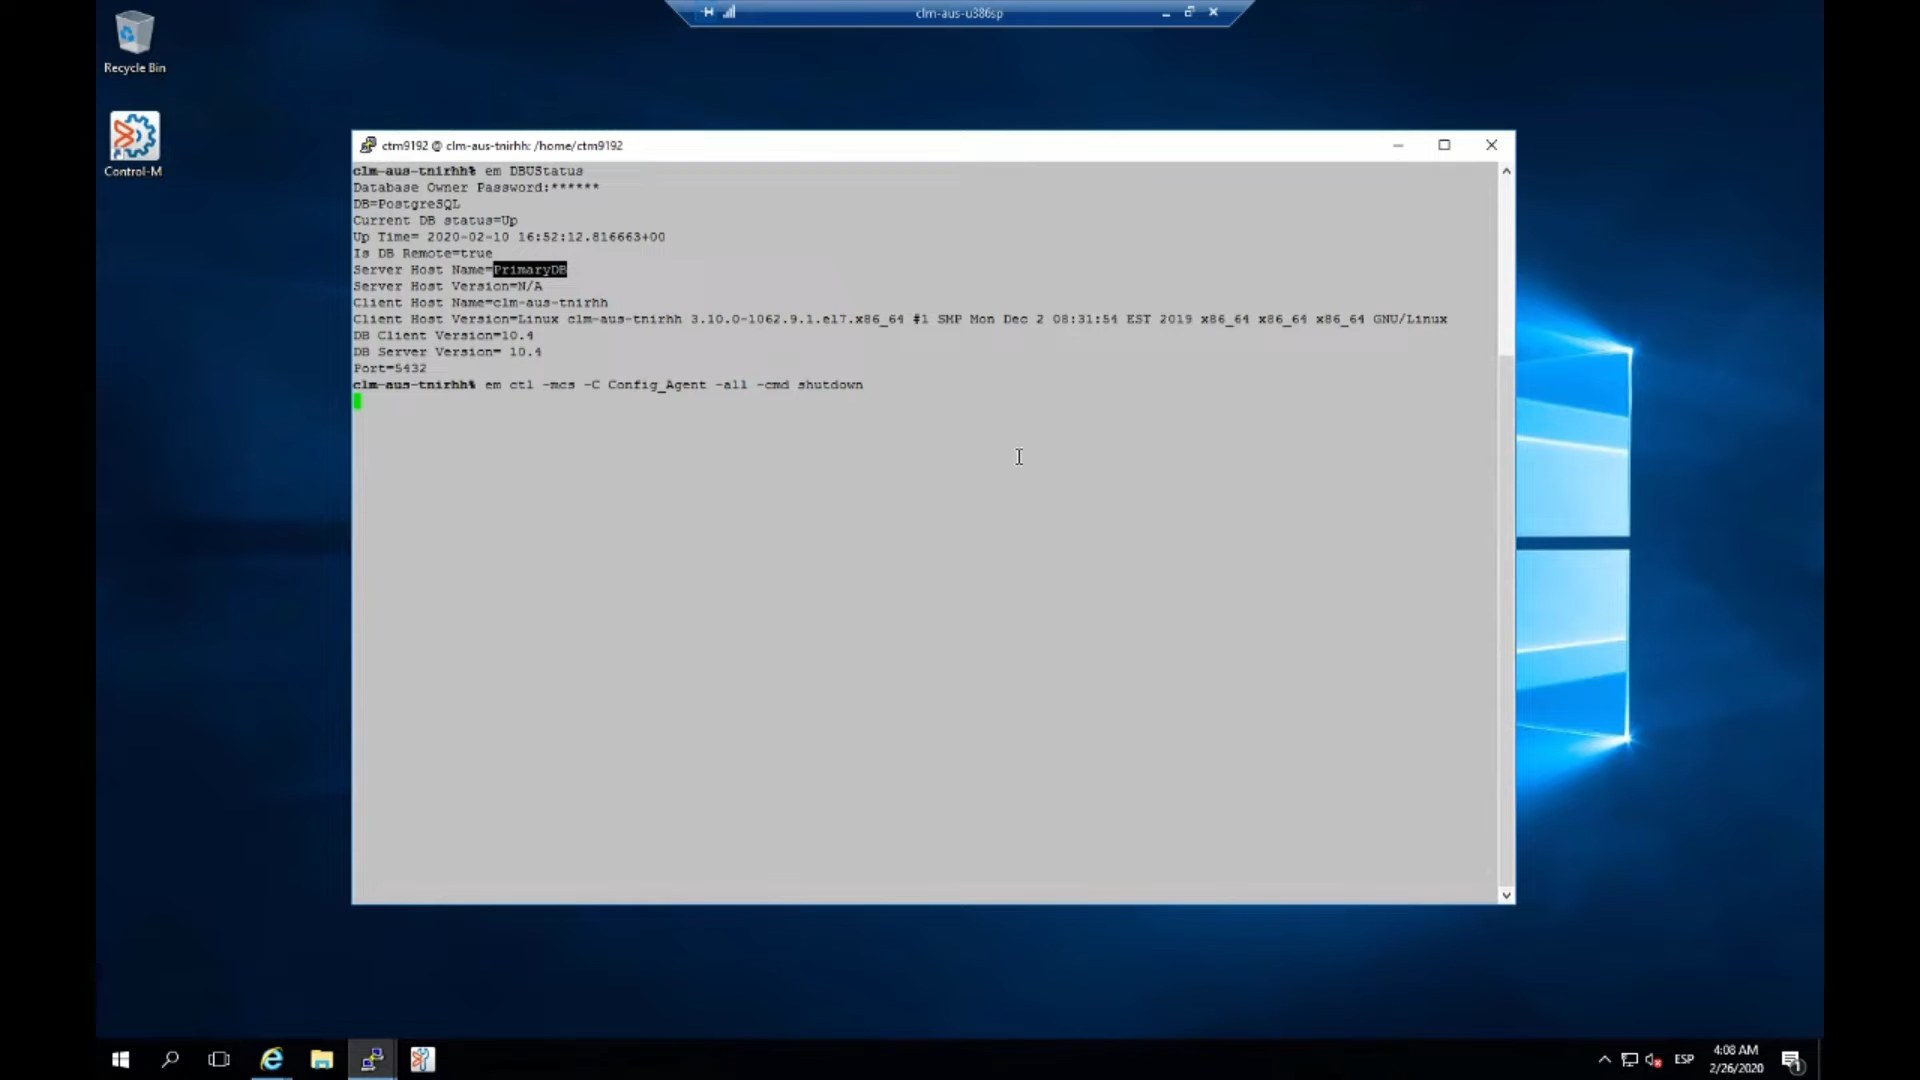 clm-aus-u386sp
Recycle Bin
Control-M
ctm9192 @ clm-aus-tnirhh: /home/ctm9192
clm-aus-tnirhh% em DBUStatus
Database Owner Password:******
DB=PostgreSQL
Current DB status=Up
Up Time= 2020-02-10 16:52:12.816663+00
Is DB Remote=true
Server Host Name=PrimaryDB
Server Host Version=N/A
Client Host Name=clm-aus-tnirhh
Client Host Version=Linux clm-aus-tnirhh 3.10.0-1062.9.1.el7.x86_64 #1 SMP Mon Dec 2 08:31:54 EST 2019 x86_64 x86_64 x86_64 GNU/Linux
DB Client Version=10.4
DB Server Version= 10.4
Port=5432
clm-aus-tnirhh% em ctl -mcs -C Config_Agent -all -cmd shutdown
ESP
4:08 AM
2/26/2020
1